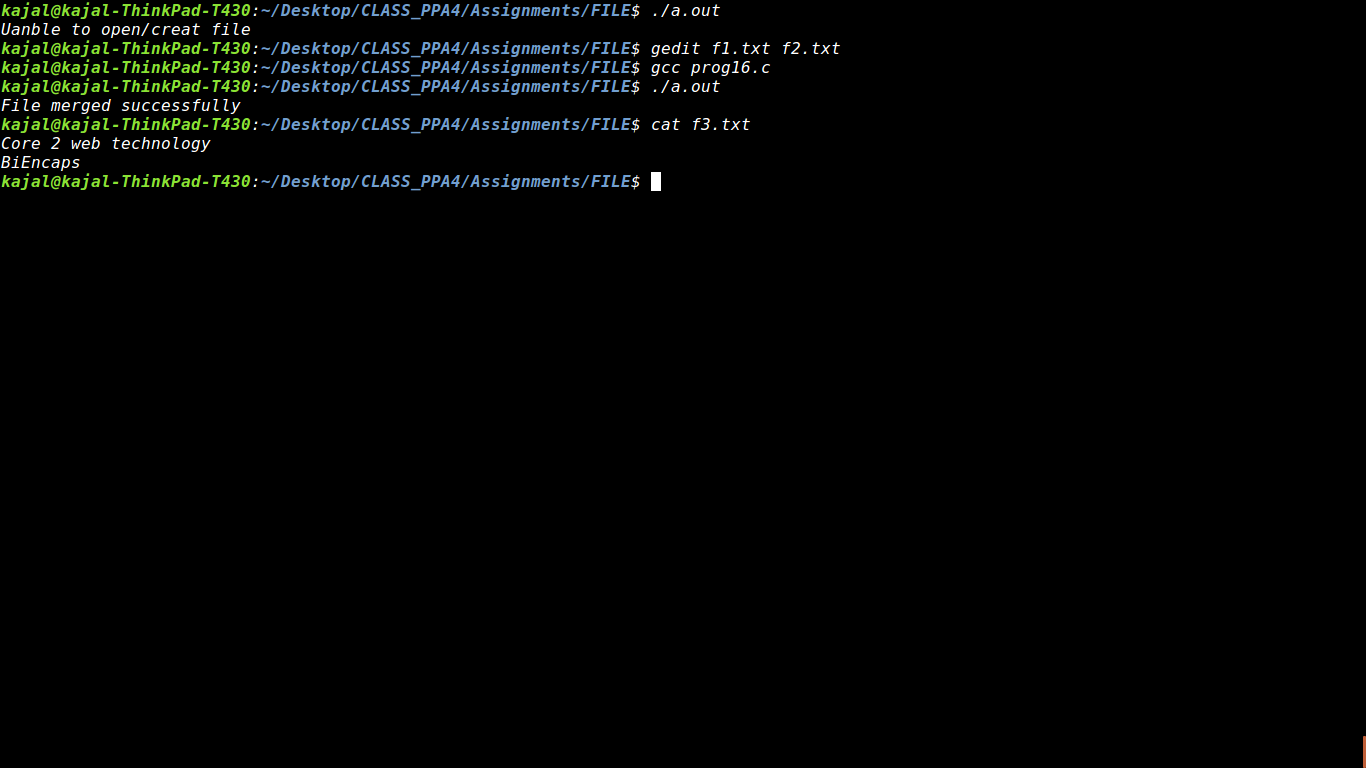 kajal@kajal-ThinkPad-T430:~/Desktop/CLASS_PPA4/Assignments/FILE$ ./a.out
Uanble to open/creat file
kajal@kajal-ThinkPad-T430:~/Desktop/CLASS_PPA4/Assignments/FILE$ gedit f1.txt f2.txt
kajal@kajal-ThinkPad-T430:~/Desktop/CLASS_PPA4/Assignments/FILE$ gcc prog16.c
kajal@kajal-ThinkPad-T430:~/Desktop/CLASS_PPA4/Assignments/FILE$ ./a.out
File merged successfully
kajal@kajal-ThinkPad-T430:~/Desktop/CLASS_PPA4/Assignments/FILE$ cat f3.txt
Core 2 web technology
BiEncaps
kajal@kajal-ThinkPad-T430:~/Desktop/CLASS_PPA4/Assignments/FILE$